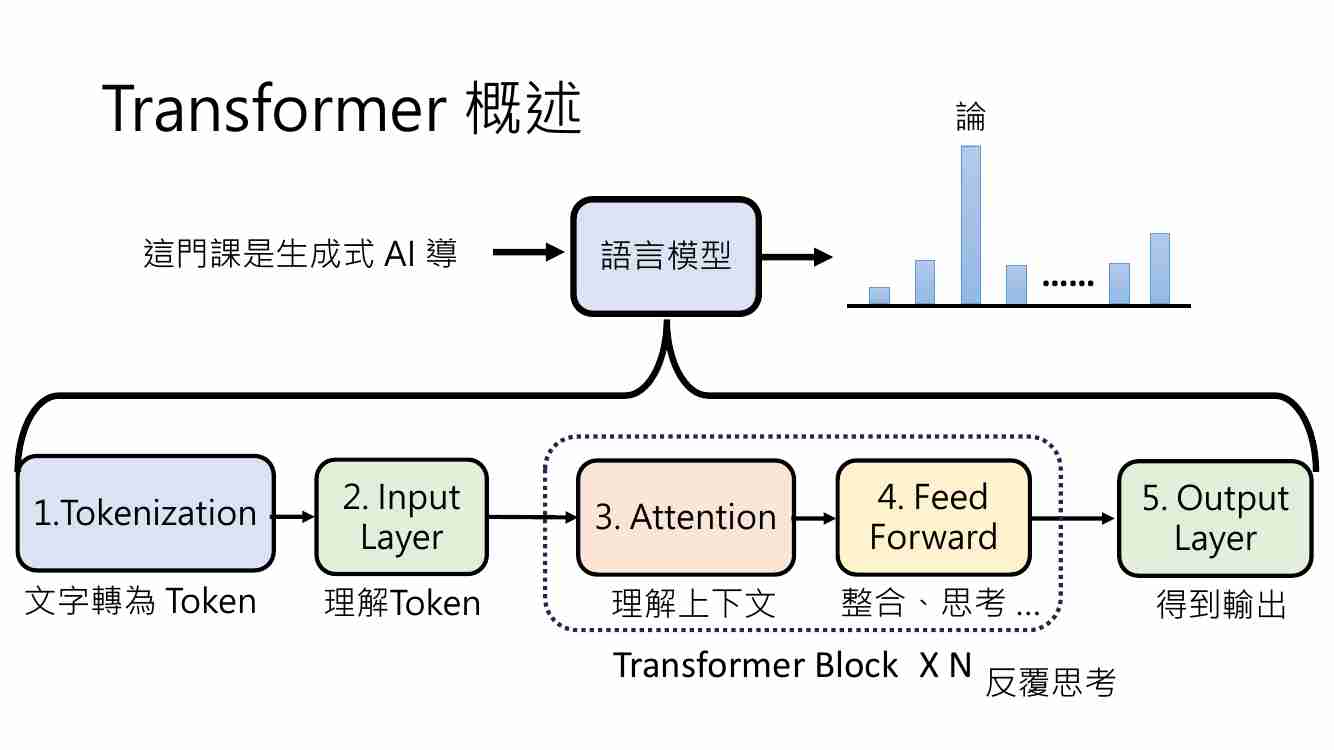 Transformer 概述
論
這門課是生成式 AI 導
語言模型
......
1.Tokenization
2. Input
Layer
3. Attention
4. Feed
Forward
5. Output
Layer
文字轉為 Token
理解Token
理解上下文
整合、思考 ...
得到輸出
Transformer Block X N
反覆思考